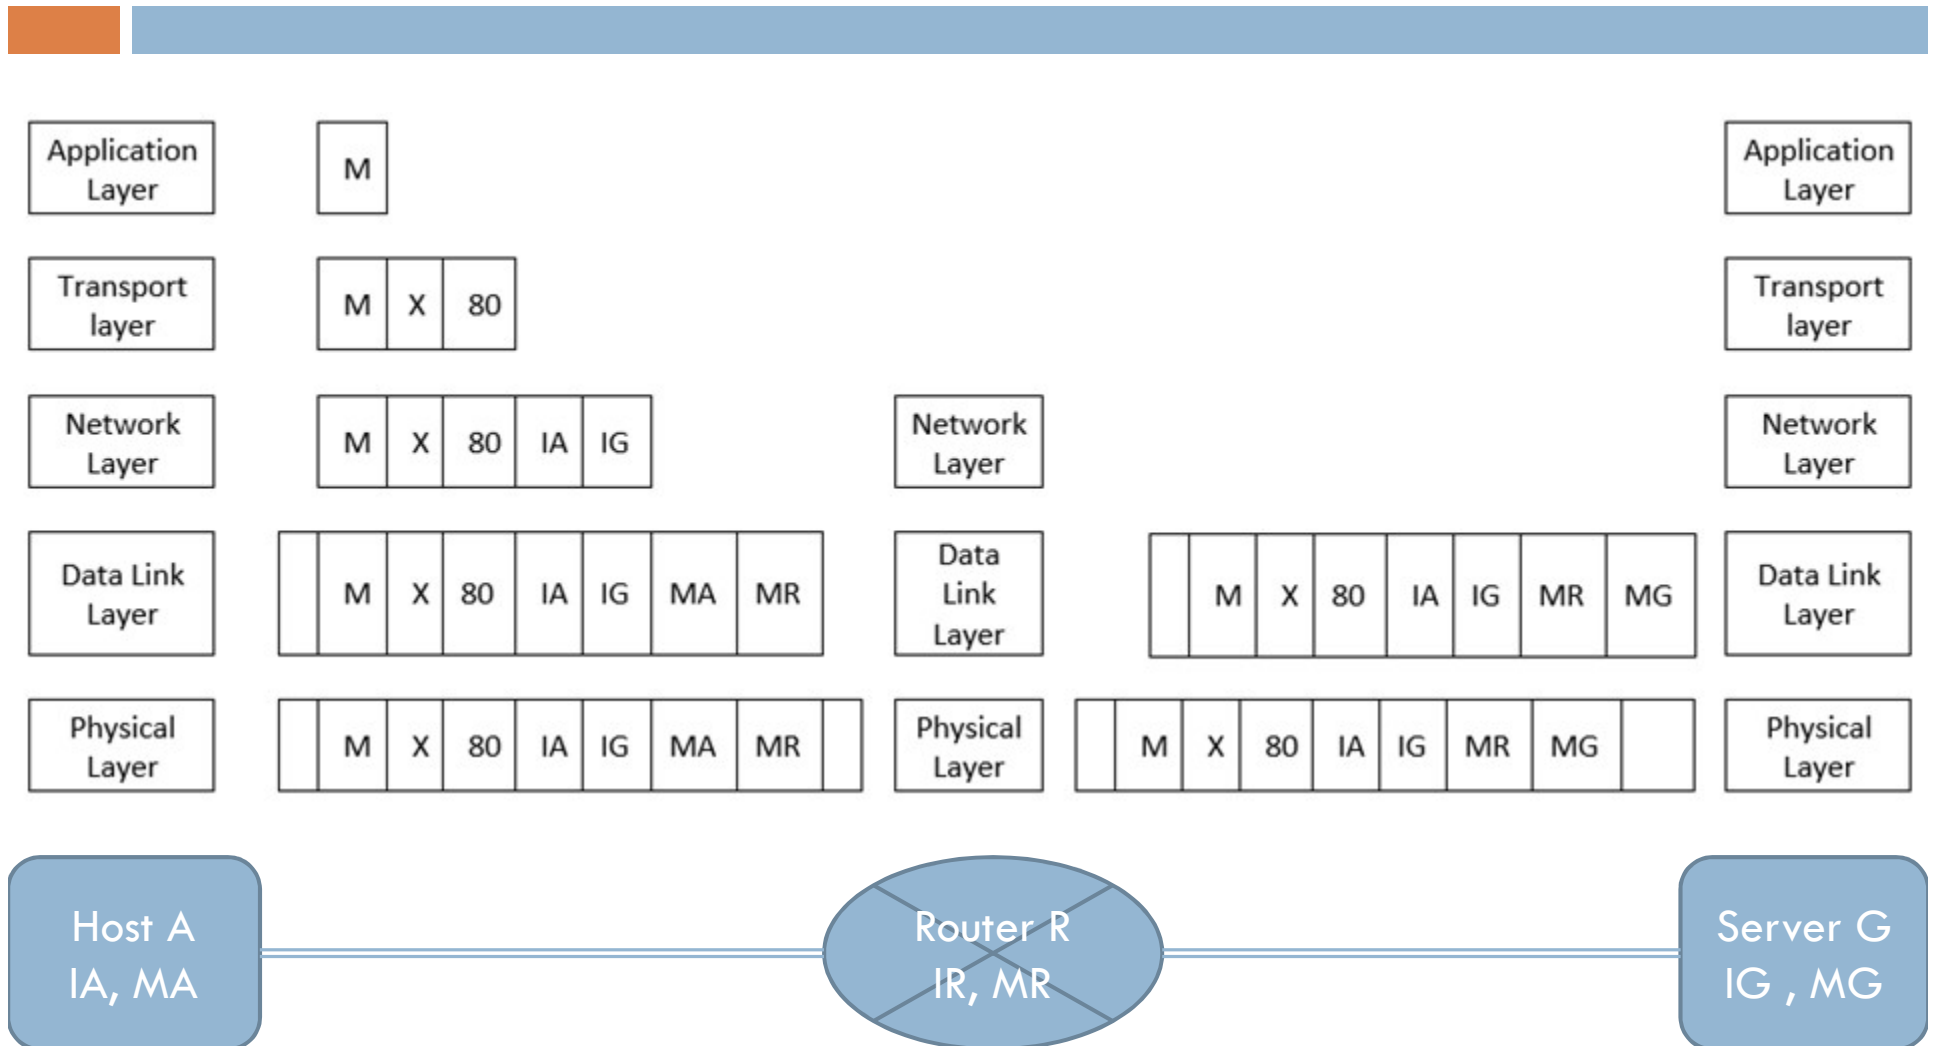 Application
Layer
M
Application
Layer
Transport
layer
M X 80
Transport
layer
Network
Layer
M X 80 IA IG
Network
Layer
Network
Layer
Data Link
Layer
M X 80 IA IG MA MR
Data
Link
Layer
M X 80 IA IG MR MG
Data Link
Layer
Physical
Layer
M X 80 IA IG MA MR
Physical
Layer
M X 80 IA IG MR MG
Physical
Layer
Host A
IA, MA
Router R
IR, MR
Server G
IG , MG